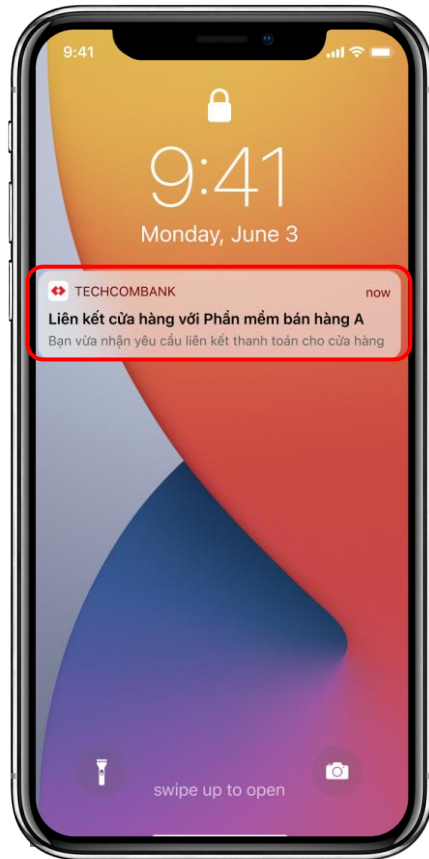 9:41
9:41
Monday, June 3
TECHCOMBANK now
Liên kết cửa hàng với Phần mềm bán hàng A
Bạn vừa nhận yêu cầu liên kết thanh toán cho cửa hàng
swipe up to open